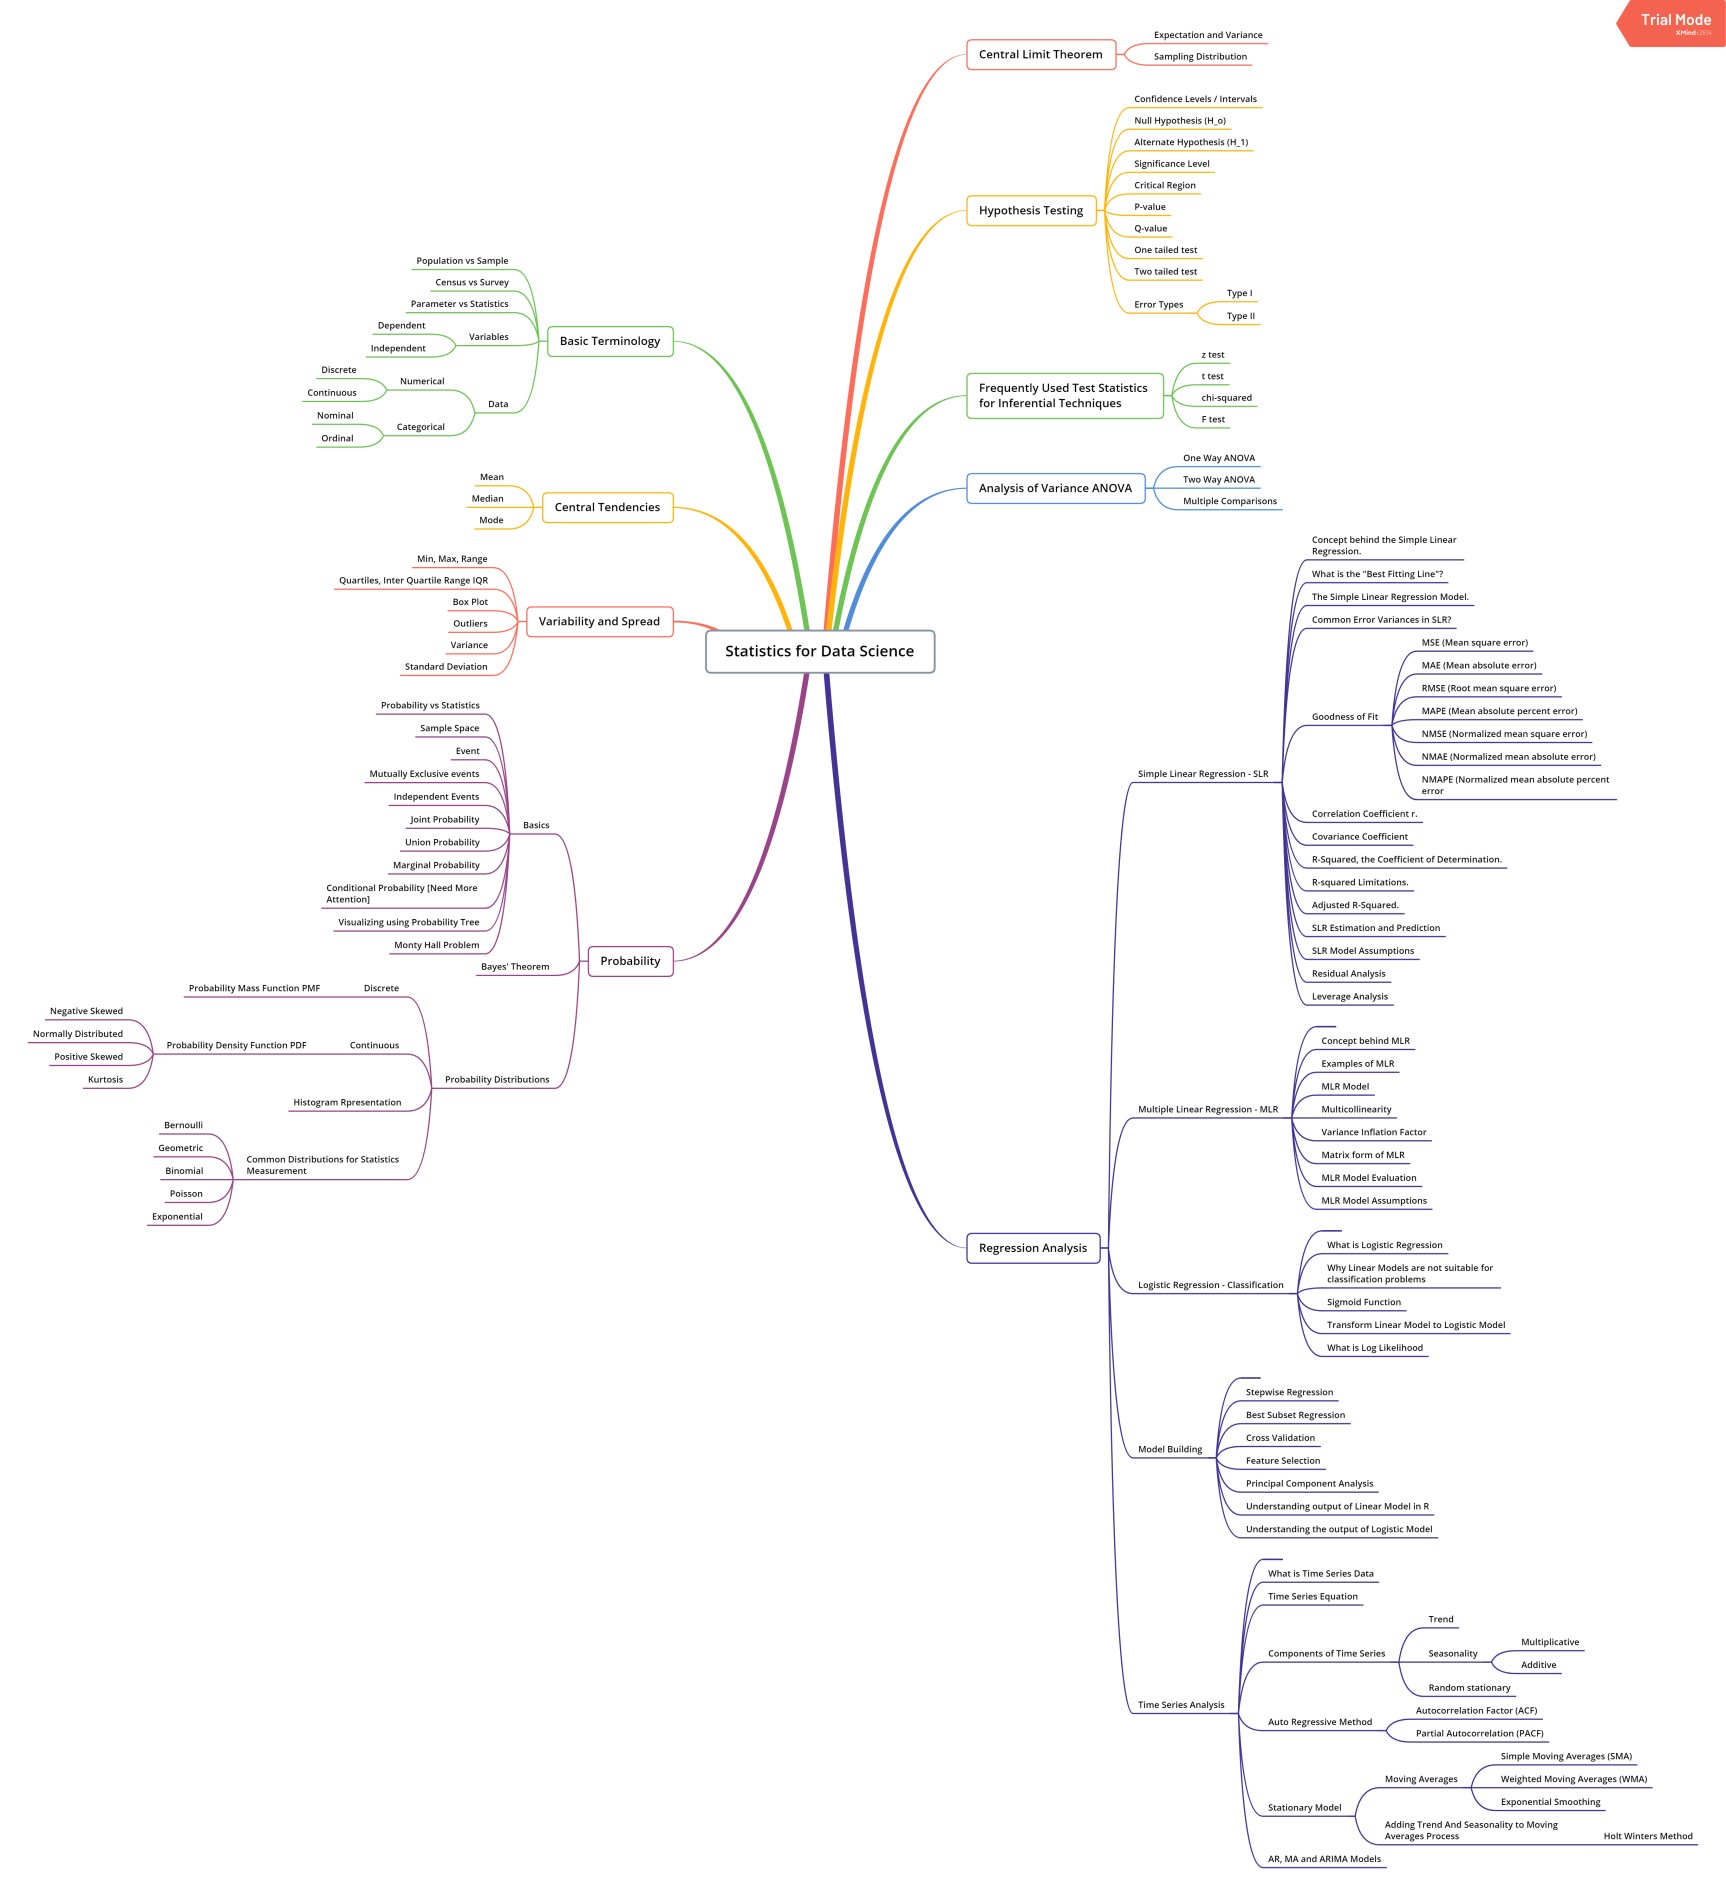 Trial Mode
XMind:ZEN
Statistics for Data Science
Central Limit Theorem
Expectation and Variance
Sampling Distribution
Hypothesis Testing
Confidence Levels / Intervals
Null Hypothesis (H_o)
Alternate Hypothesis (H_1)
Significance Level
Critical Region
P-value
Q-value
One tailed test
Two tailed test
Error Types
Type I
Type II
Frequently Used Test Statistics
for Inferential Techniques
z test
t test
chi-squared
F test
Analysis of Variance ANOVA
One Way ANOVA
Two Way ANOVA
Multiple Comparisons
Regression Analysis
Simple Linear Regression - SLR
Concept behind the Simple Linear
Regression.
What is the "Best Fitting Line"?
The Simple Linear Regression Model.
Common Error Variances in SLR?
Goodness of Fit
MSE (Mean square error)
MAE (Mean absolute error)
RMSE (Root mean square error)
MAPE (Mean absolute percent error)
NMSE (Normalized mean square error)
NMAE (Normalized mean absolute error)
NMAPE (Normalized mean absolute percent
error
Correlation Coefficient r.
Covariance Coefficient
R-Squared, the Coefficient of Determination.
R-squared Limitations.
Adjusted R-Squared.
SLR Estimation and Prediction
SLR Model Assumptions
Residual Analysis
Leverage Analysis
Multiple Linear Regression - MLR
Concept behind MLR
Examples of MLR
MLR Model
Multicollinearity
Variance Inflation Factor
Matrix form of MLR
MLR Model Evaluation
MLR Model Assumptions
Logistic Regression - Classification
What is Logistic Regression
Why Linear Models are not suitable for
classification problems
Sigmoid Function
Transform Linear Model to Logistic Model
What is Log Likelihood
Model Building
Stepwise Regression
Best Subset Regression
Cross Validation
Feature Selection
Principal Component Analysis
Understanding output of Linear Model in R
Understanding the output of Logistic Model
Time Series Analysis
What is Time Series Data
Time Series Equation
Components of Time Series
Trend
Seasonality
Multiplicative
Additive
Random stationary
Auto Regressive Method
Autocorrelation Factor (ACF)
Partial Autocorrelation (PACF)
Stationary Model
Moving Averages
Simple Moving Averages (SMA)
Weighted Moving Averages (WMA)
Exponential Smoothing
Adding Trend And Seasonality to Moving
Averages Process
Holt Winters Method
AR, MA and ARIMA Models
Basic Terminology
Population vs Sample
Census vs Survey
Parameter vs Statistics
Variables
Dependent
Independent
Data
Numerical
Discrete
Continuous
Categorical
Nominal
Ordinal
Central Tendencies
Mean
Median
Mode
Variability and Spread
Min, Max, Range
Quartiles, Inter Quartile Range IQR
Box Plot
Outliers
Variance
Standard Deviation
Probability
Basics
Probability vs Statistics
Sample Space
Event
Mutually Exclusive events
Independent Events
Joint Probability
Union Probability
Marginal Probability
Conditional Probability [Need More
Attention]
Visualizing using Probability Tree
Monty Hall Problem
Bayes' Theorem
Probability Distributions
Discrete
Probability Mass Function PMF
Continuous
Probability Density Function PDF
Negative Skewed
Normally Distributed
Positive Skewed
Kurtosis
Histogram Rpresentation
Common Distributions for Statistics
Measurement
Bernoulli
Geometric
Binomial
Poisson
Exponential